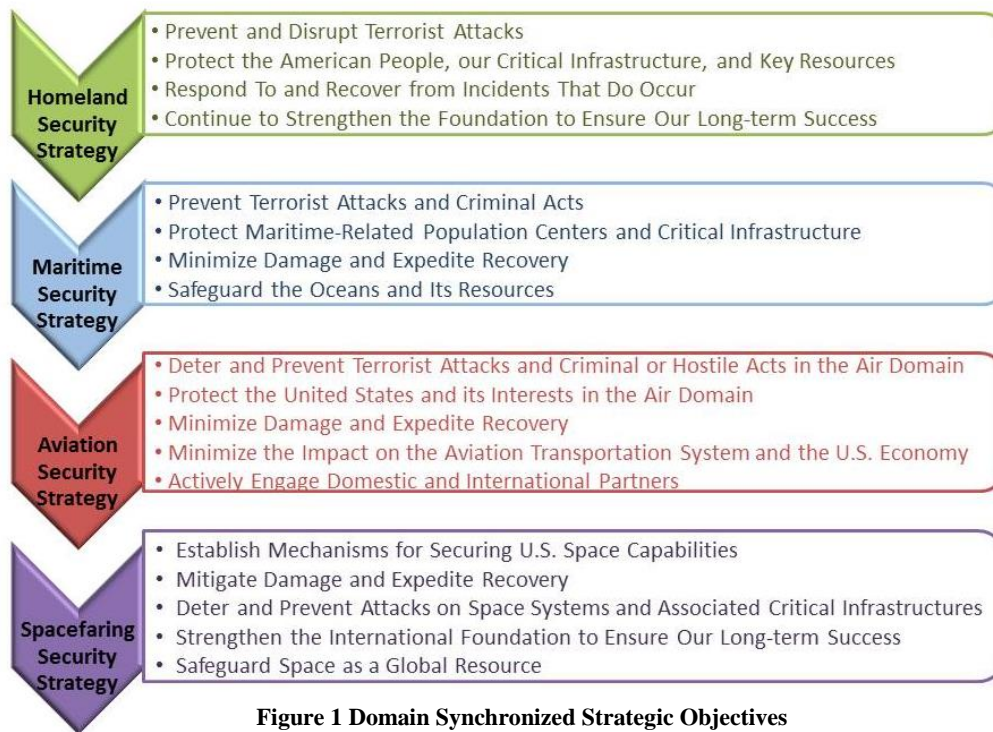 Homeland
Security
Strategy
• Prevent and Disrupt Terrorist Attacks
• Protect the American People, our Critical Infrastructure, and Key Resources
• Respond To and Recover from Incidents That Do Occur
• Continue to Strengthen the Foundation to Ensure Our Long-term Success
Maritime
Security
Strategy
• Prevent Terrorist Attacks and Criminal Acts
• Protect Maritime-Related Population Centers and Critical Infrastructure
• Minimize Damage and Expedite Recovery
• Safeguard the Oceans and Its Resources
Aviation
Security
Strategy
• Deter and Prevent Terrorist Attacks and Criminal or Hostile Acts in the Air Domain
• Protect the United States and its Interests in the Air Domain
• Minimize Damage and Expedite Recovery
• Minimize the Impact on the Aviation Transportation System and the U.S. Economy
• Actively Engage Domestic and International Partners
Spacefaring
Security
Strategy
• Establish Mechanisms for Securing U.S. Space Capabilities
• Mitigate Damage and Expedite Recovery
• Deter and Prevent Attacks on Space Systems and Associated Critical Infrastructures
• Strengthen the International Foundation to Ensure Our Long-term Success
• Safeguard Space as a Global Resource
Figure 1 Domain Synchronized Strategic Objectives